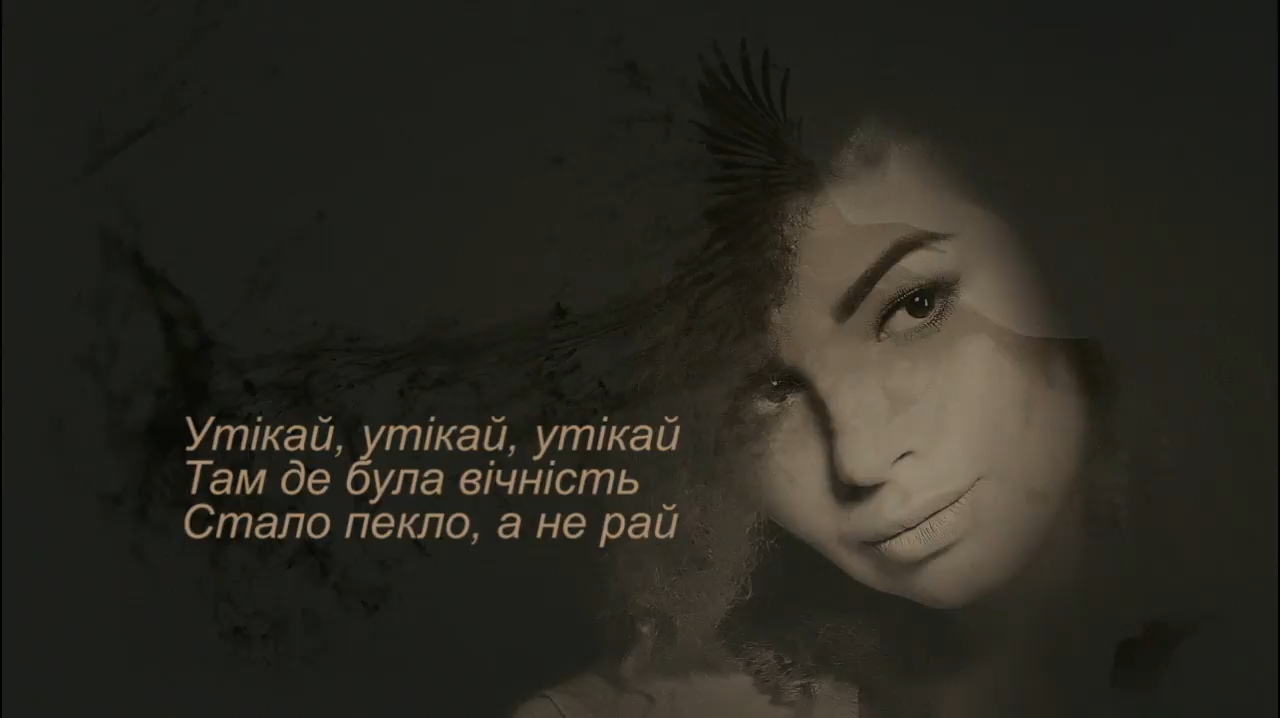 Утікай, утікай, утікай
Там де була вічність
Стало пекло, а не рай